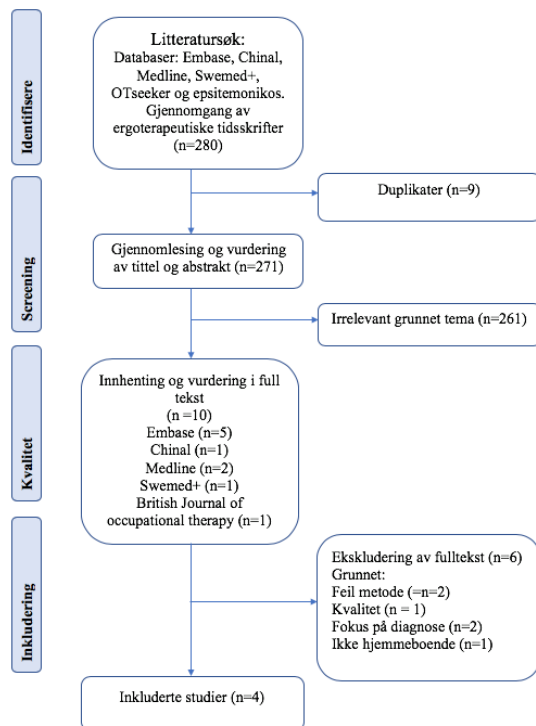 Identifisere
Litteratursøk:
Databaser: Embase, Chinal,
Medline, Swemed+,
OTseeker og epsitemonikos.
Gjennomgang av
ergoterapeutiske tidsskrifter
(n=280)
Duplikater (n=9)
Screening
Gjennomlesing og vurdering
av tittel og abstrakt (n=271)
Irrelevant grunnet tema (n=261)
Kvalitet
Innhenting og vurdering i full
tekst
(n =10)
Embase (n=5)
Chinal (n=1)
Medline (n=2)
Swemed+ (n=1)
British Journal of
occupational therapy (n=1)
Inkludering
Ekskludering av fulltekst (n=6)
Grunnet:
Feil metode (=n=2)
Kvalitet (n = 1)
Fokus på diagnose (n=2)
Ikke hjemmeboende (n=1)
Inkluderte studier (n=4)